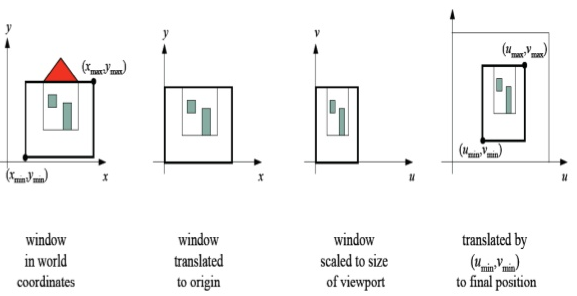 y
(xmax,ymax)
(xmin,ymin)
x
window
in world
coordinates
y
x
window
translated
to origin
v
u
window
scaled to size
of viewport
(umax,vmax)
(umin,vmin)
u
translated by
(umin,vmin)
to final position